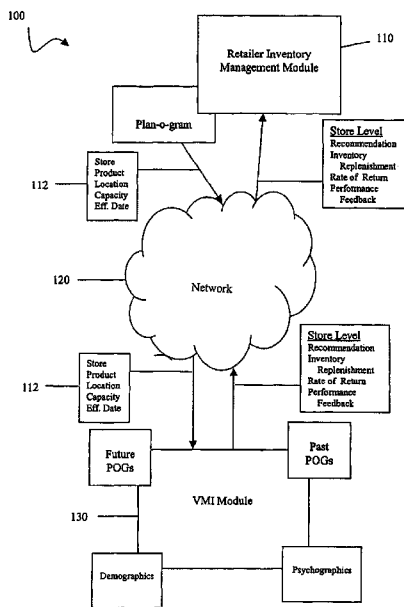 100
110
Retailer Inventory
Management Module
Plan-o-gram
112
Store
Product
Location
Capacity
Eff. Date
Store Level
Recommendation
Inventory
Replenishment
Rate of Return
Performance
Feedback
120
Network
112
Store
Product
Location
Capacity
Eff. Date
Store Level
Recommendation
Inventory
Replenishment
Rate of Return
Performance
Feedback
Future
POGs
Past
POGs
VMI Module
130
Demographics
Psychographics